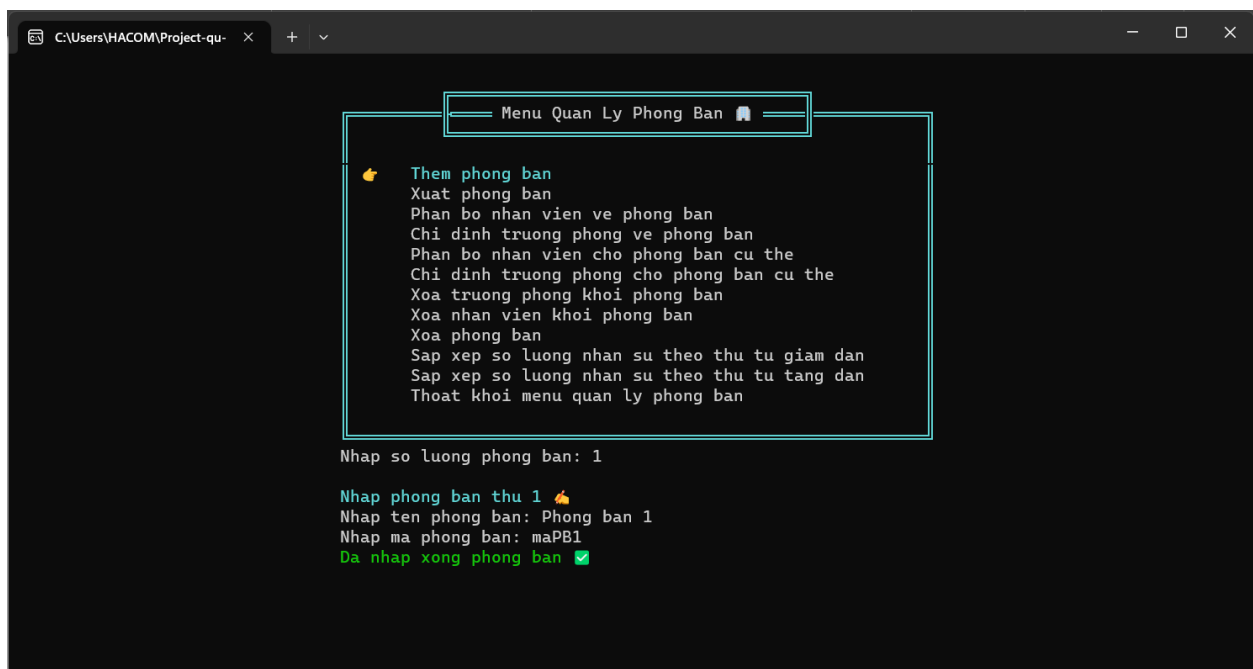 C:\Users\HACOM\Project-qu-
Menu Quan Ly Phong Ban 🏢
👉 Them phong ban
Xuat phong ban
Phan bo nhan vien ve phong ban
Chi dinh truong phong ve phong ban
Phan bo nhan vien cho phong ban cu the
Chi dinh truong phong cho phong ban cu the
Xoa truong phong khoi phong ban
Xoa nhan vien khoi phong ban
Xoa phong ban
Sap xep so luong nhan su theo thu tu giam dan
Sap xep so luong nhan su theo thu tu tang dan
Thoat khoi menu quan ly phong ban
Nhap so luong phong ban: 1
Nhap phong ban thu 1 ✍
Nhap ten phong ban: Phong ban 1
Nhap ma phong ban: maPB1
Da nhap xong phong ban ✅